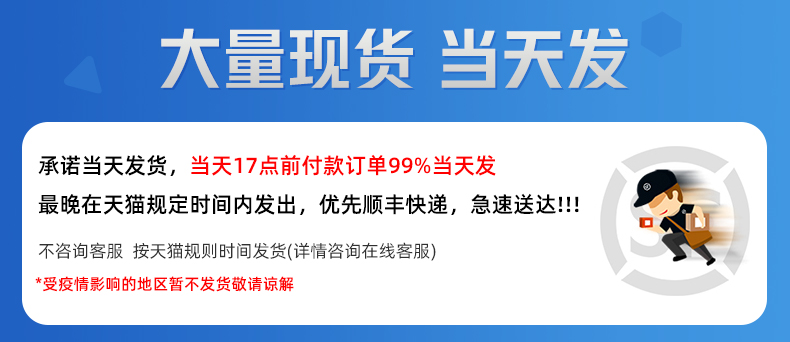 大量现货 当天发
承诺当天发货，当天17点前付款订单99%当天发
最晚在天猫规定时间内发出，优先顺丰快递，急速送达!!!
不咨询客服 按天猫规则时间发货(详情咨询在线客服)
*受疫情影响的地区暂不发货敬请谅解